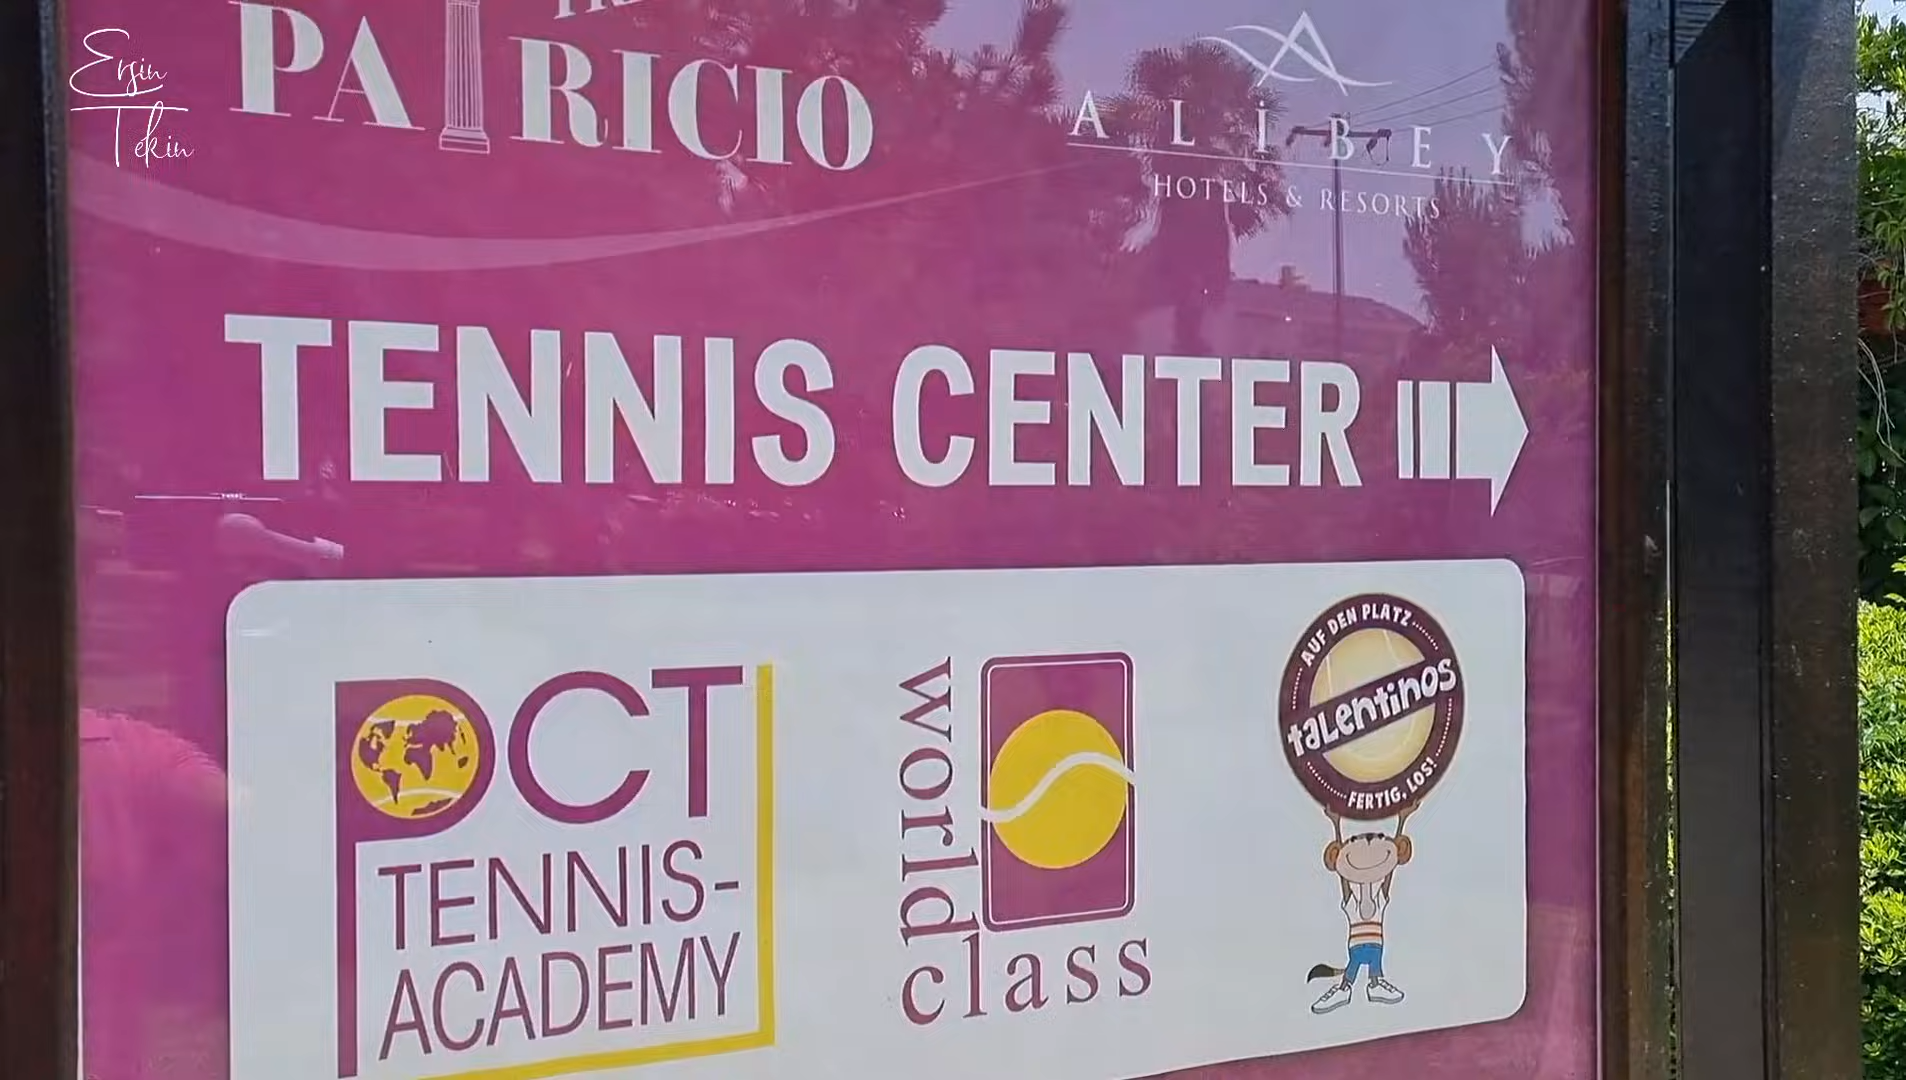 Ersin
Tekin
PATRICIO
ALİBEY
HOTELS & RESORTS
TENNIS CENTER
PCT
TENNIS-
ACADEMY
world
class
AUF DEN PLATZ
talentinos
FERTIG, LOS!